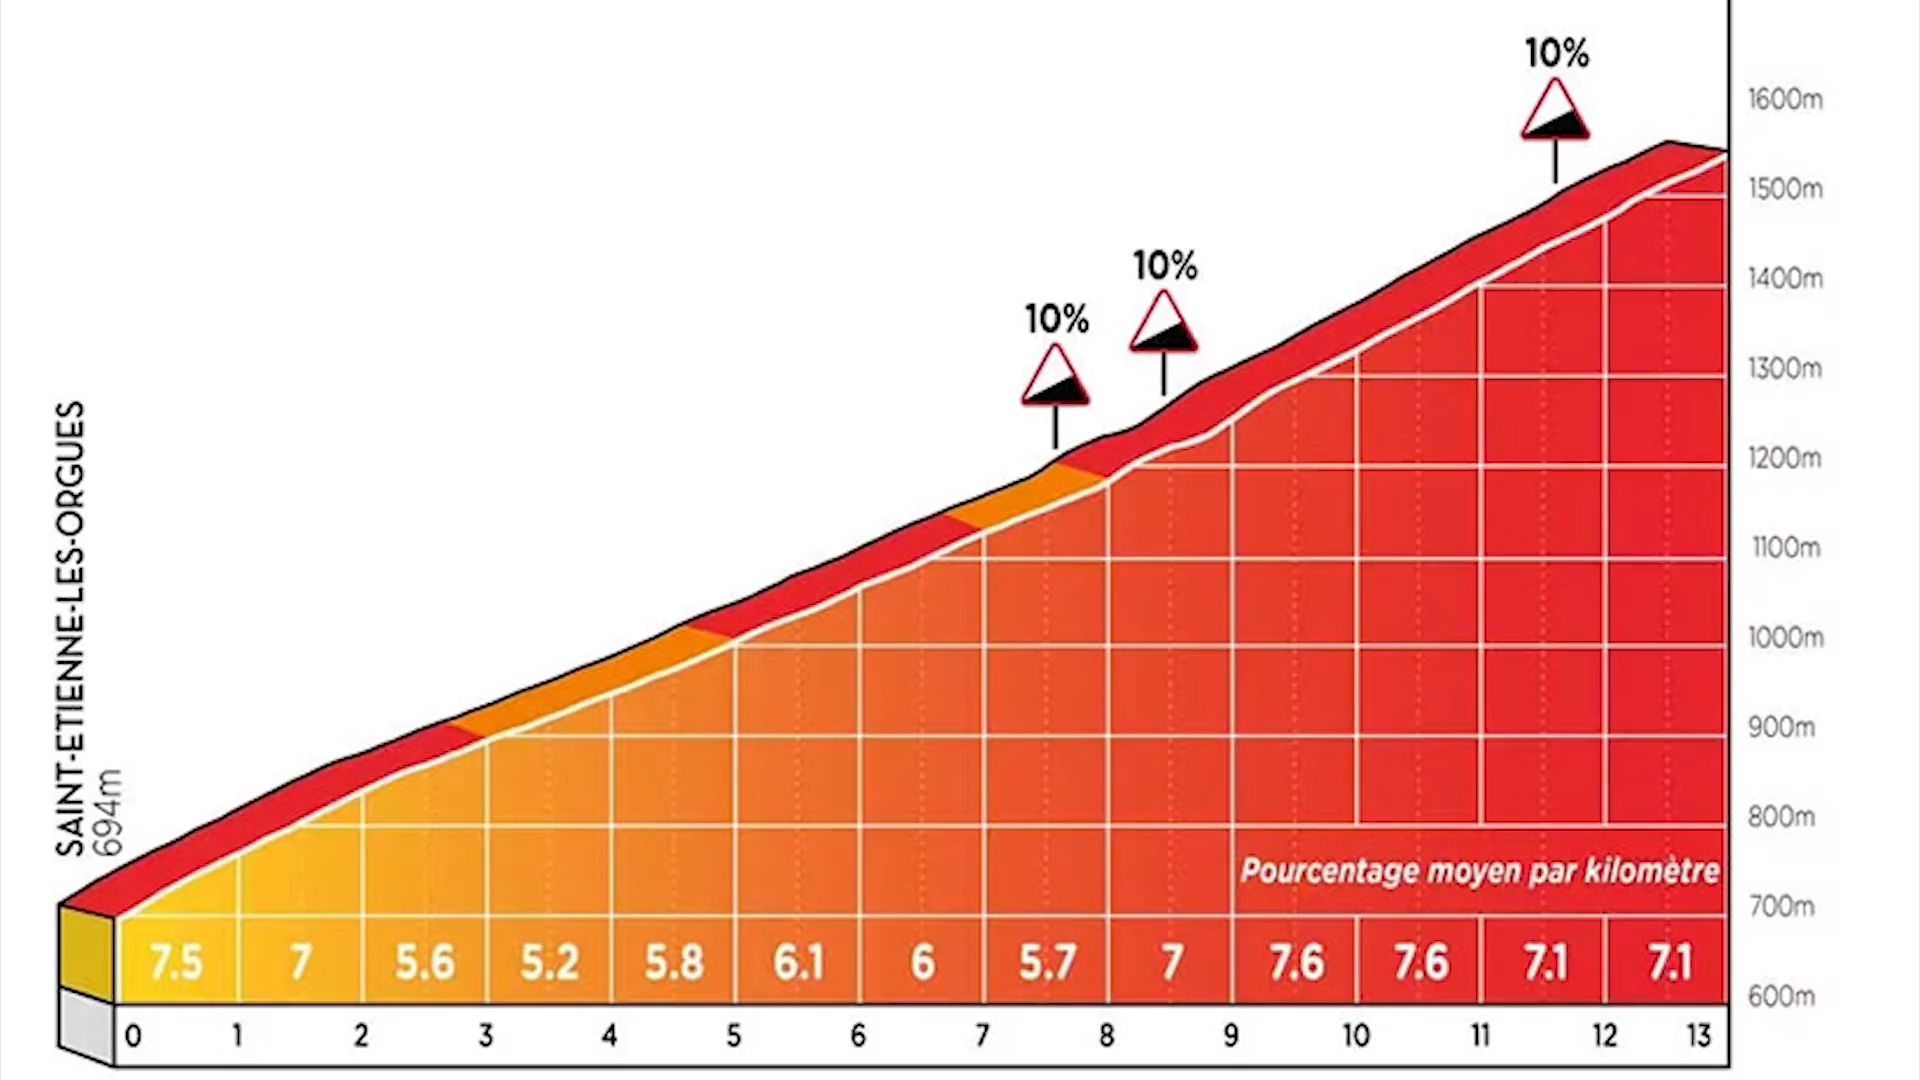 10%
1600m
1500m
10%
1400m
10%
1300m
1200m
1100m
1000m
900m
800m
SAINT-ETIENNE-LES-ORGUES
694m
Pourcentage moyen par kilomètre
700m
7.5 7 5.6 5.2 5.8 6.1 6 5.7 7 7.6 7.6 7.1 7.1
600m
0 1 2 3 4 5 6 7 8 9 10 11 12 13